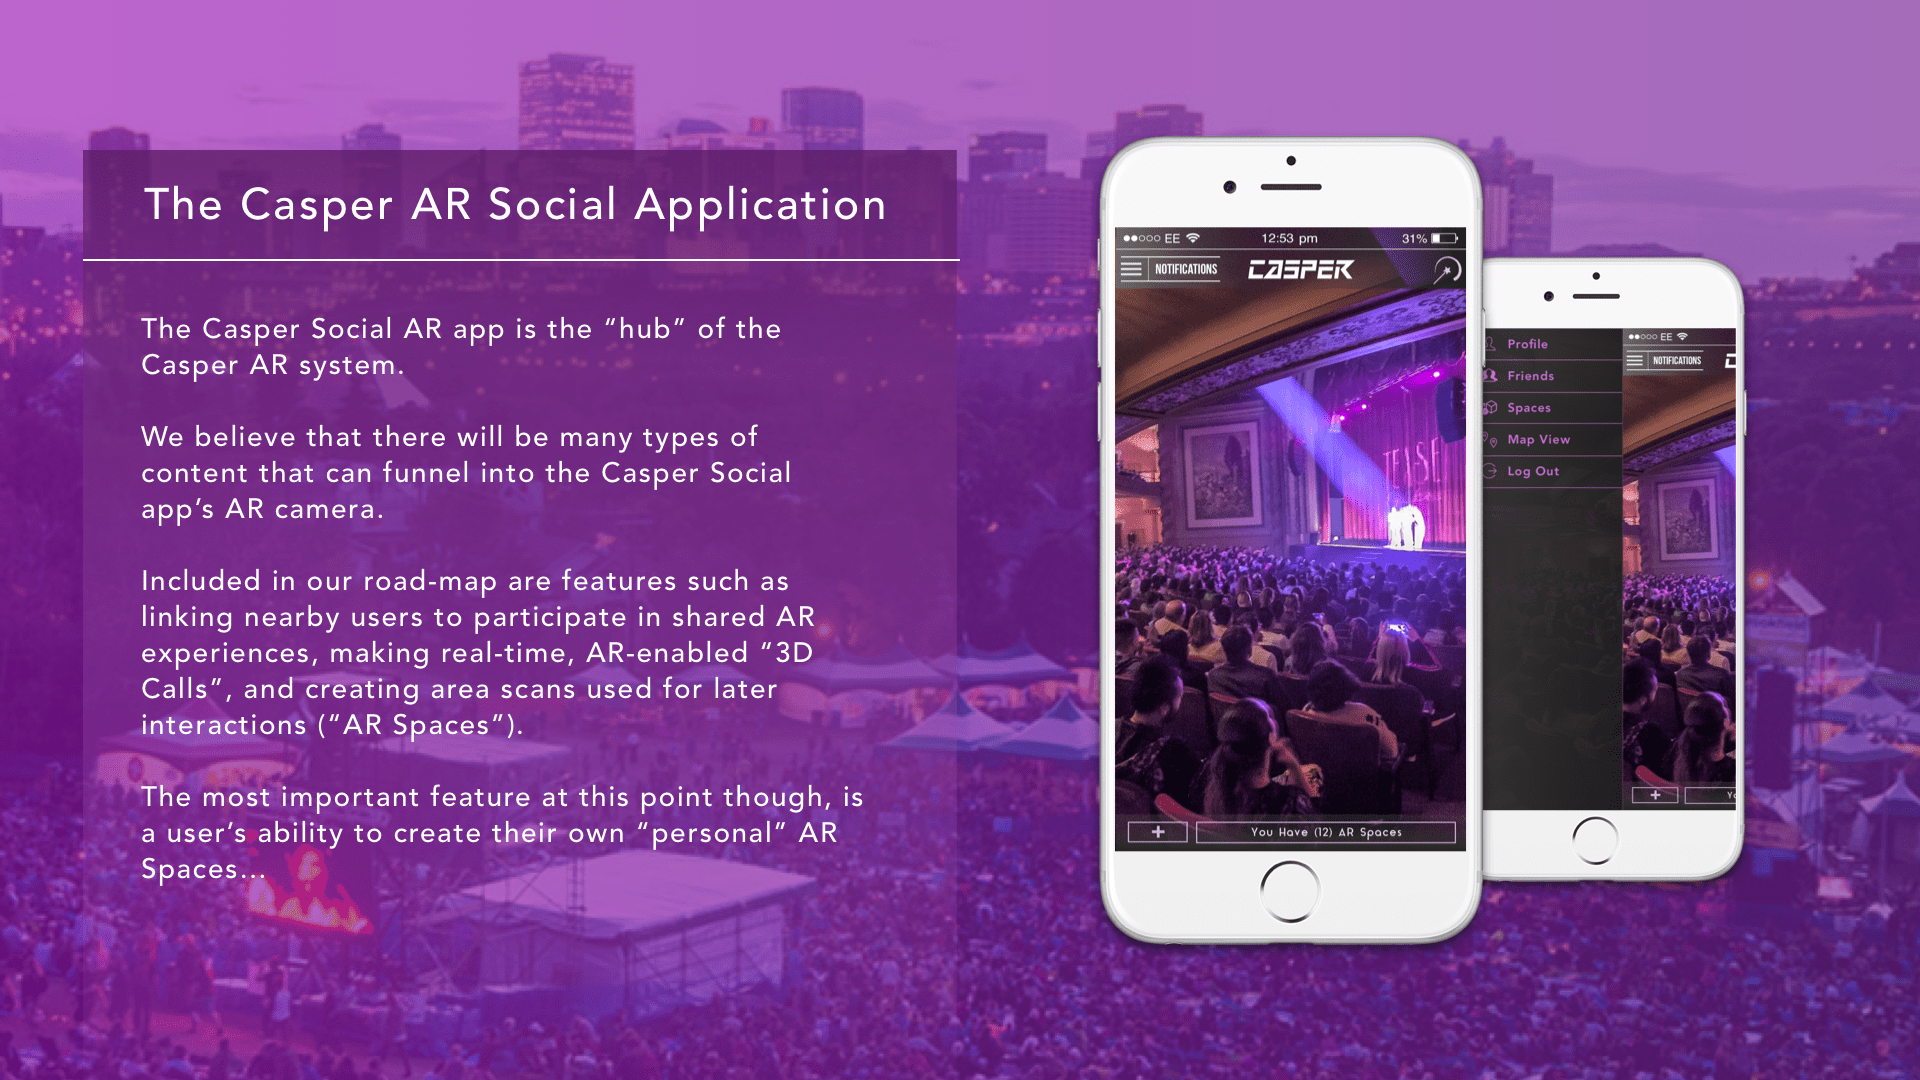 The Casper AR Social Application
The Casper Social AR app is the “hub” of the
Casper AR system.
We believe that there will be many types of
content that can funnel into the Casper Social
app’s AR camera.
Included in our road-map are features such as
linking nearby users to participate in shared AR
experiences, making real-time, AR-enabled “3D
Calls”, and creating area scans used for later
interactions (“AR Spaces”).
The most important feature at this point though, is
a user’s ability to create their own “personal” AR
Spaces...
EE 12:53 pm 31%
NOTIFICATIONS CASPER
TEASE
+ You Have (12) AR Spaces
Profile
Friends
Spaces
Map View
Log Out
EE
NOTIFICATIONS
+